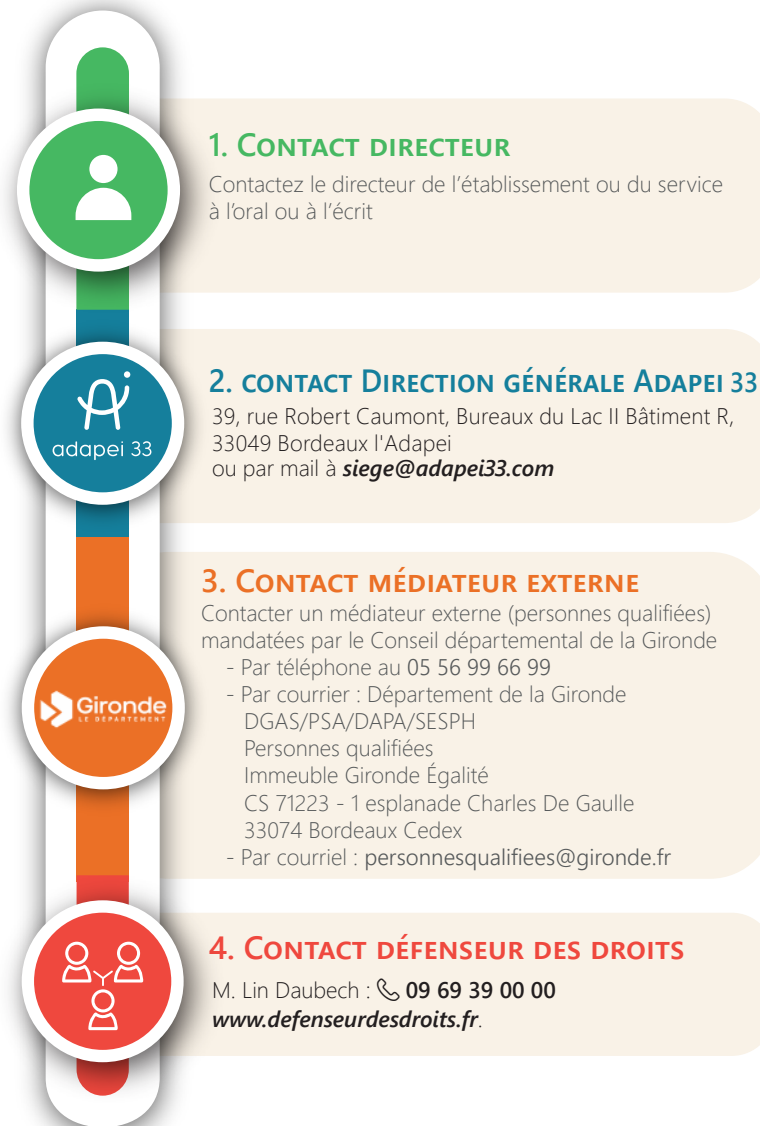 1. Contact directeur
Contactez le directeur de l'établissement ou du service
à l'oral ou à l'écrit
adapei 33
2. contact Direction générale Adapei 33
39, rue Robert Caumont, Bureaux du Lac II Bâtiment R,
33049 Bordeaux l'Adapei
ou par mail à siege@adapei33.com
Gironde
LE DÉPARTEMENT
3. Contact médiateur externe
Contacter un médiateur externe (personnes qualifiées)
mandatées par le Conseil départemental de la Gironde
- Par téléphone au 05 56 99 66 99
- Par courrier : Département de la Gironde
DGAS/PSA/DAPA/SESPH
Personnes qualifiées
Immeuble Gironde Égalité
CS 71223 - 1 esplanade Charles De Gaulle
33074 Bordeaux Cedex
- Par courriel : personnesqualifiees@gironde.fr
4. Contact défenseur des droits
M. Lin Daubech : 09 69 39 00 00
www.defenseurdesdroits.fr.